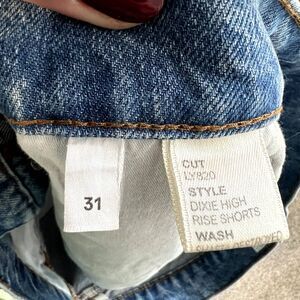 31
CUT
LY820
STYLE
DIXIE HIGH
RISE SHORTS
WASH